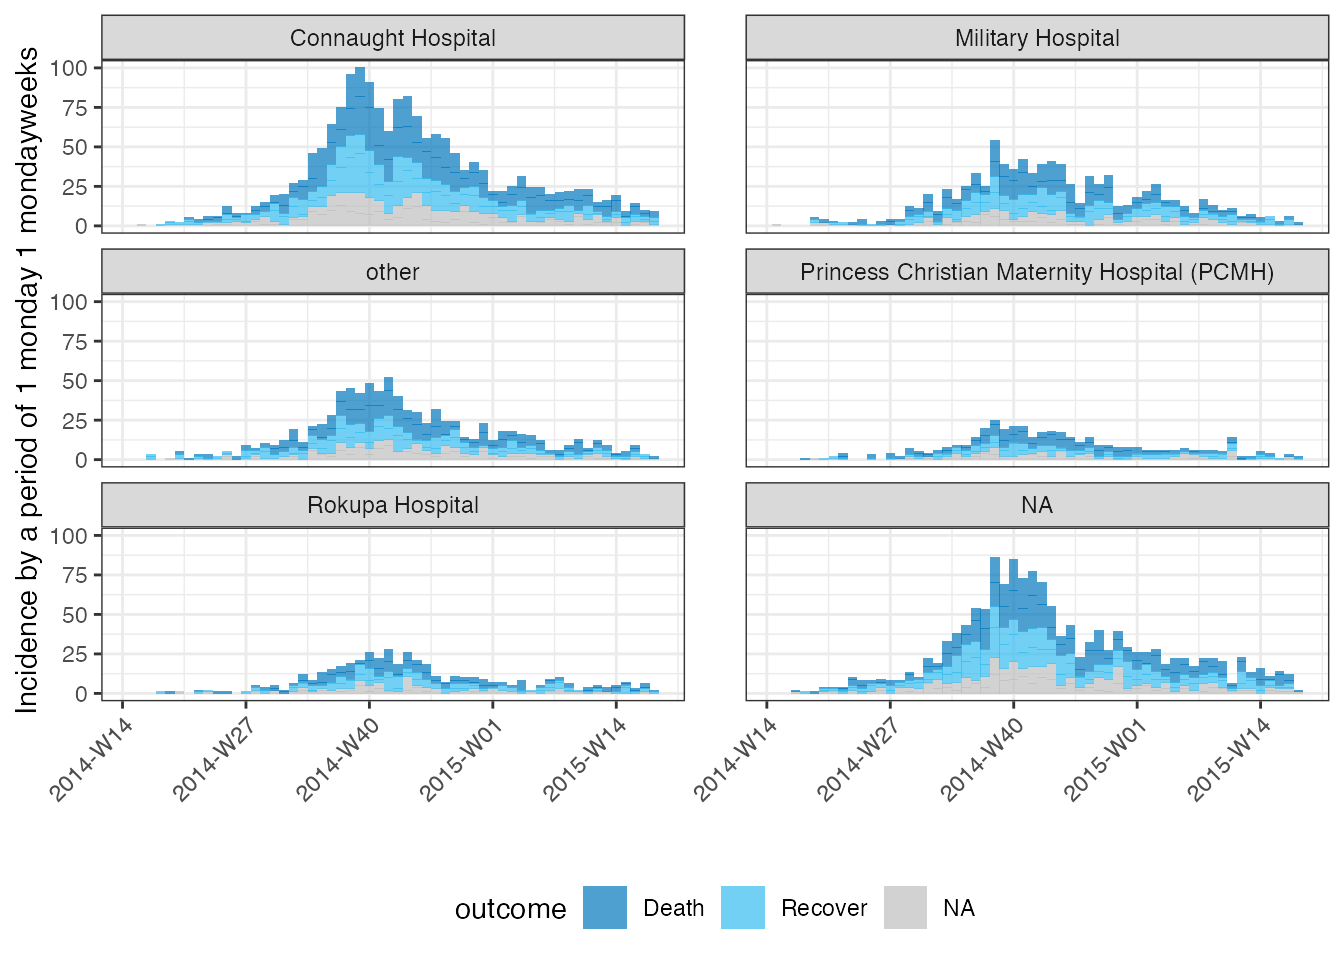 Connaught Hospital
Military Hospital
100
75
50
25
0
other
Princess Christian Maternity Hospital (PCMH)
100
75
50
25
0
Rokupa Hospital
NA
100
75
50
25
0
Incidence by a period of 1 monday 1 mondayweeks
2014-W14
2014-W27
2014-W40
2015-W01
2015-W14
2014-W14
2014-W27
2014-W40
2015-W01
2015-W14
outcome Death Recover NA